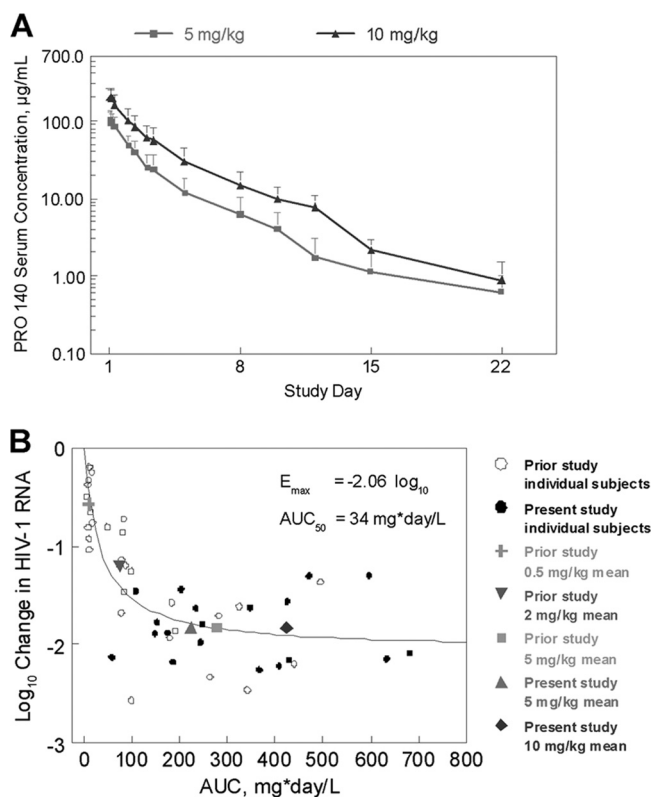 A
5 mg/kg
10 mg/kg
PRO 140 Serum Concentration, µg/mL
700.0
100.0
10.00
1.00
0.10
1
8
15
22
Study Day
B
Log10 Change in HIV-1 RNA
0
-1
-2
-3
Emax = -2.06 log10
AUC50 = 34 mg*day/L
0
100
200
300
400
500
600
700
800
AUC, mg*day/L
Prior study
individual subjects
Present study
individual subjects
Prior study
0.5 mg/kg mean
Prior study
2 mg/kg mean
Prior study
5 mg/kg mean
Present study
5 mg/kg mean
Present study
10 mg/kg mean